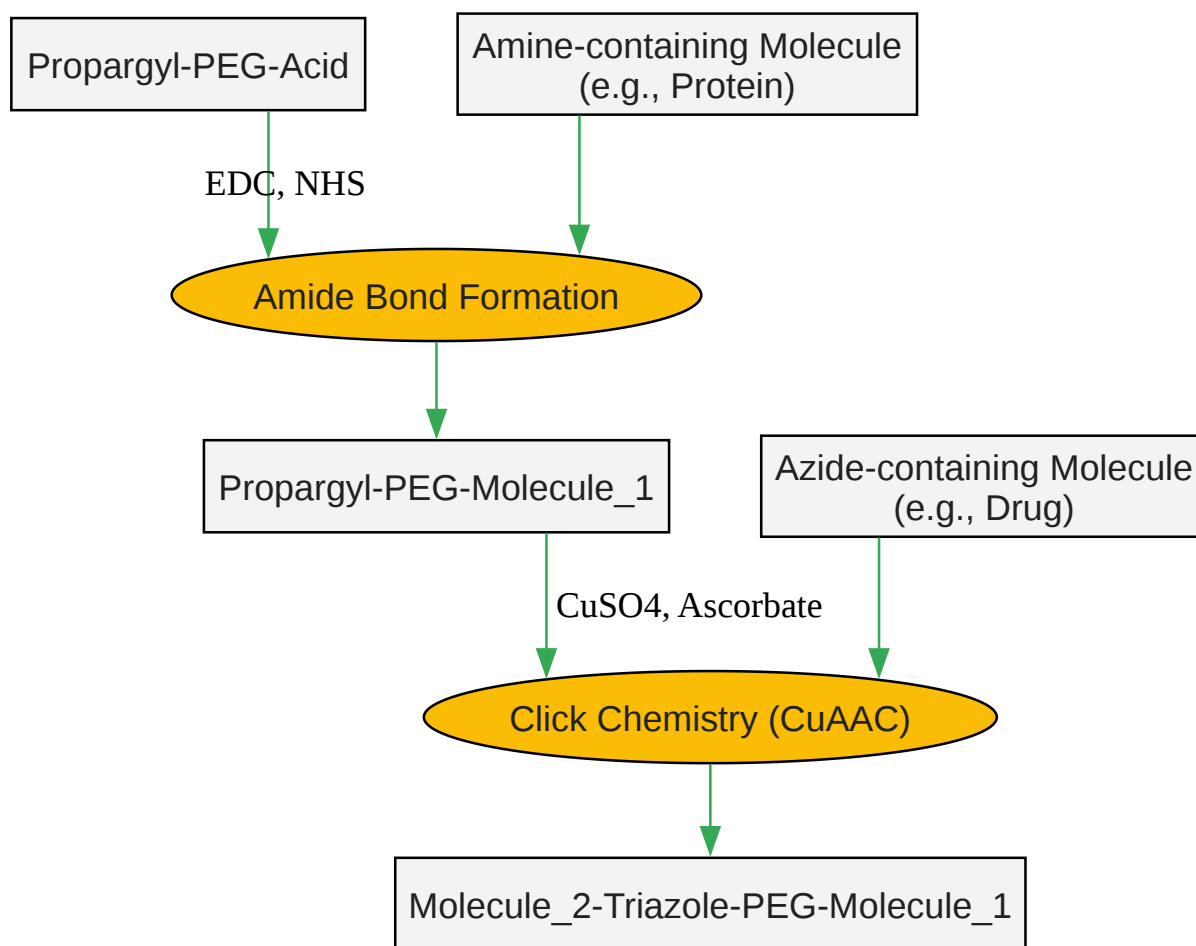 Propargyl-PEG-Acid
Amine-containing Molecule
(e.g., Protein)
EDC, NHS
Amide Bond Formation
Propargyl-PEG-Molecule_1
Azide-containing Molecule
(e.g., Drug)
CuSO4, Ascorbate
Click Chemistry (CuAAC)
Molecule_2-Triazole-PEG-Molecule_1